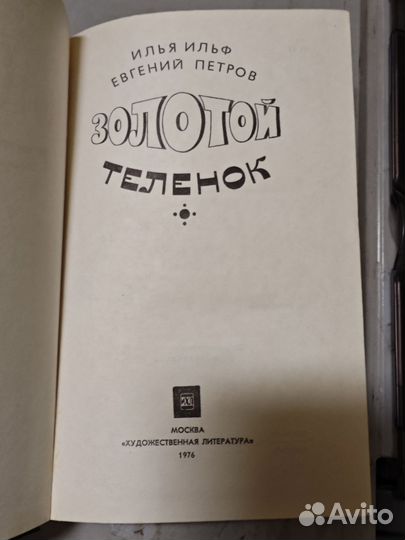 ИЛЬЯ ИЛЬФ
ЕВГЕНИЙ ПЕТРОВ
ЗОЛОТОЙ
ТЕЛЕНОК
МОСКВА
«ХУДОЖЕСТВЕННАЯ ЛИТЕРАТУРА»
1976
Avito